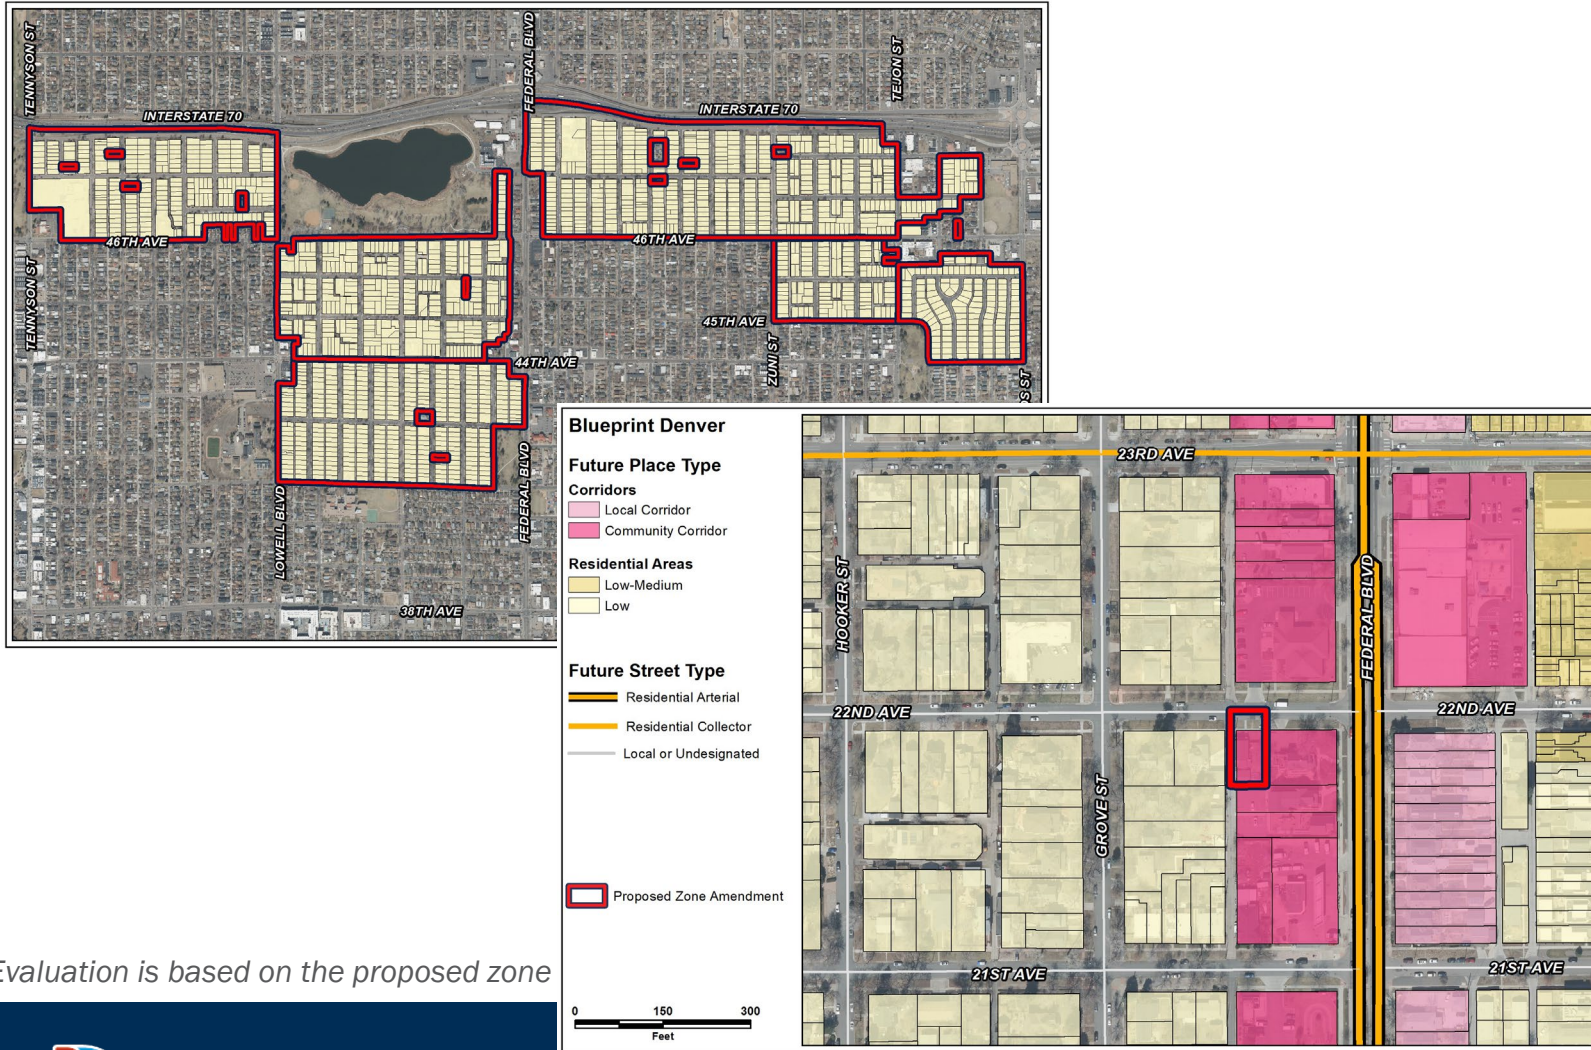 TENNYSON ST
FEDERAL BLVD
TEJON ST
INTERSTATE 70
INTERSTATE 70
46TH AVE
46TH AVE
TENNYSON ST
45TH AVE
ZUNI ST
44TH AVE
OS ST
LOWELL BLVD
FEDERAL BLVD
38TH AVE
Blueprint Denver
Future Place Type
Corridors
Local Corridor
Community Corridor
Residential Areas
Low-Medium
Low
Future Street Type
Residential Arterial
Residential Collector
Local or Undesignated
Proposed Zone Amendment
0 150 300
Feet
23RD AVE
HOOKER ST
FEDERAL BLVD
22ND AVE
22ND AVE
GROVE ST
21ST AVE
21ST AVE
Evaluation is based on the proposed zone